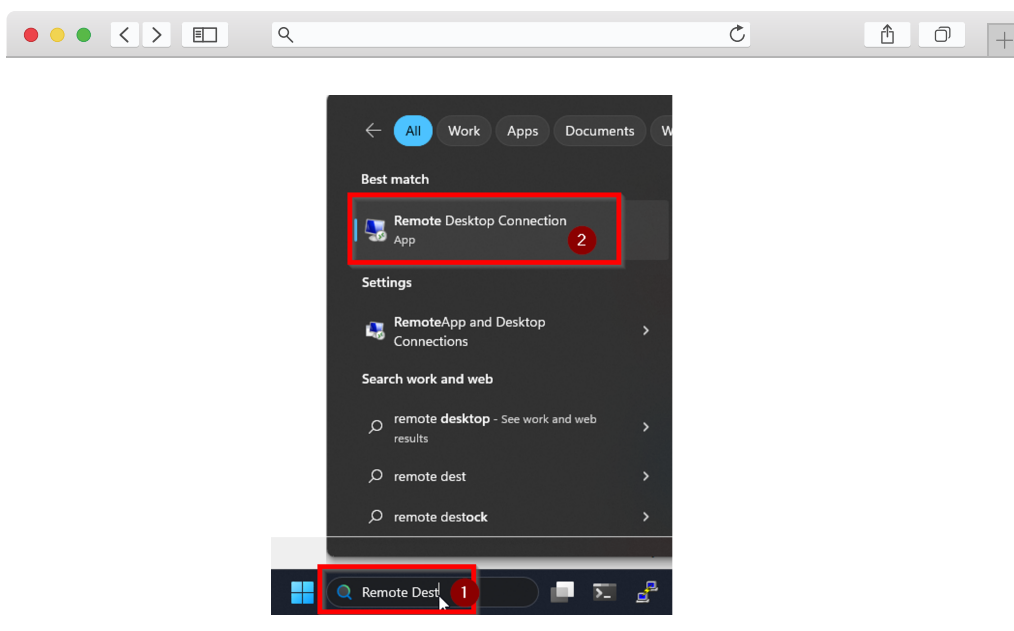 All Work Apps Documents W
Best match
Remote Desktop Connection
App
2
Settings
RemoteApp and Desktop
Connections
Search work and web
remote desktop - See work and web
results
remote dest
remote destock
Remote Dest 1